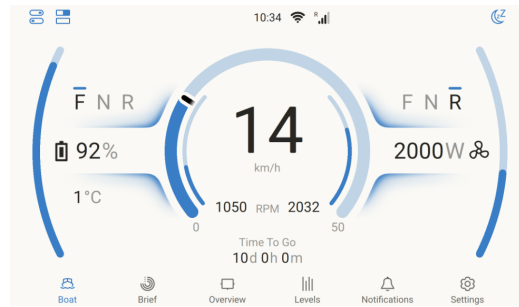 10:34 R
Z
F N R
F N R
92%
14
km/h
2000W
1°C
1050 RPM 2032
0
50
Time To Go
10d 0h 0m
Boat
Brief
Overview
Levels
Notifications
Settings